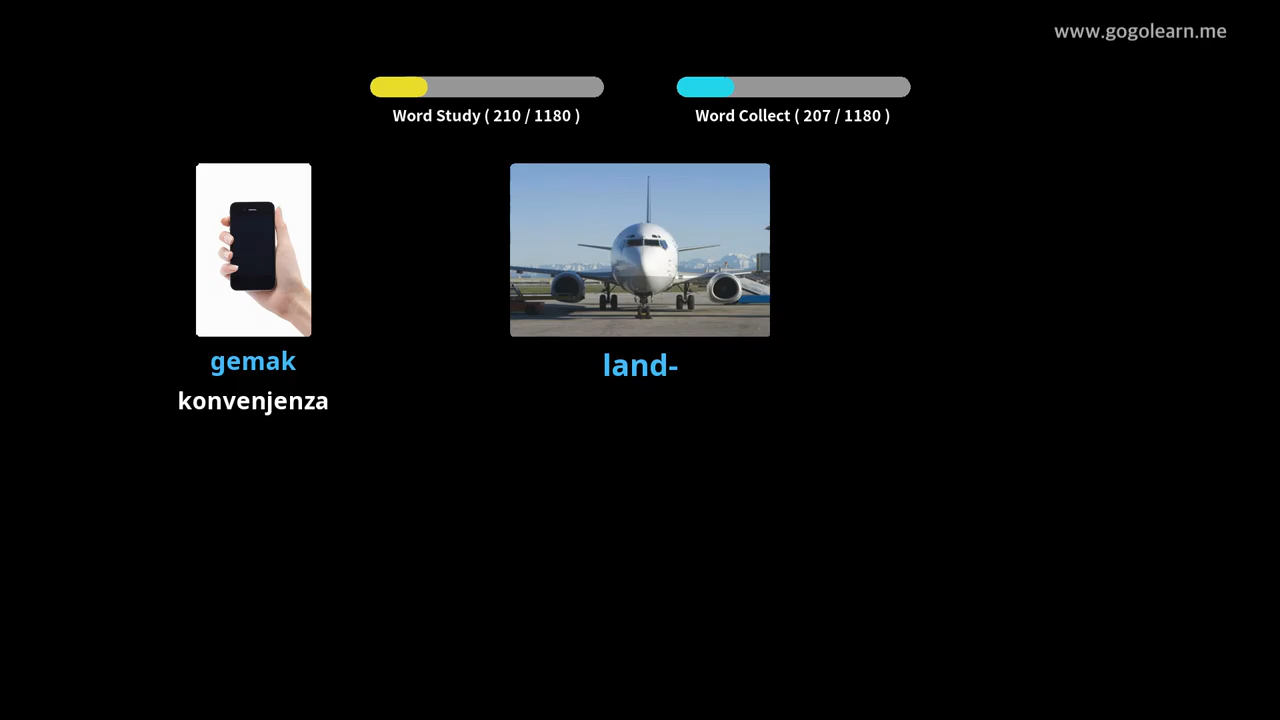 www.gogolearn.me
Word Study ( 210 / 1180 )
Word Collect ( 207 / 1180 )
gemak
konvenjenza
land-